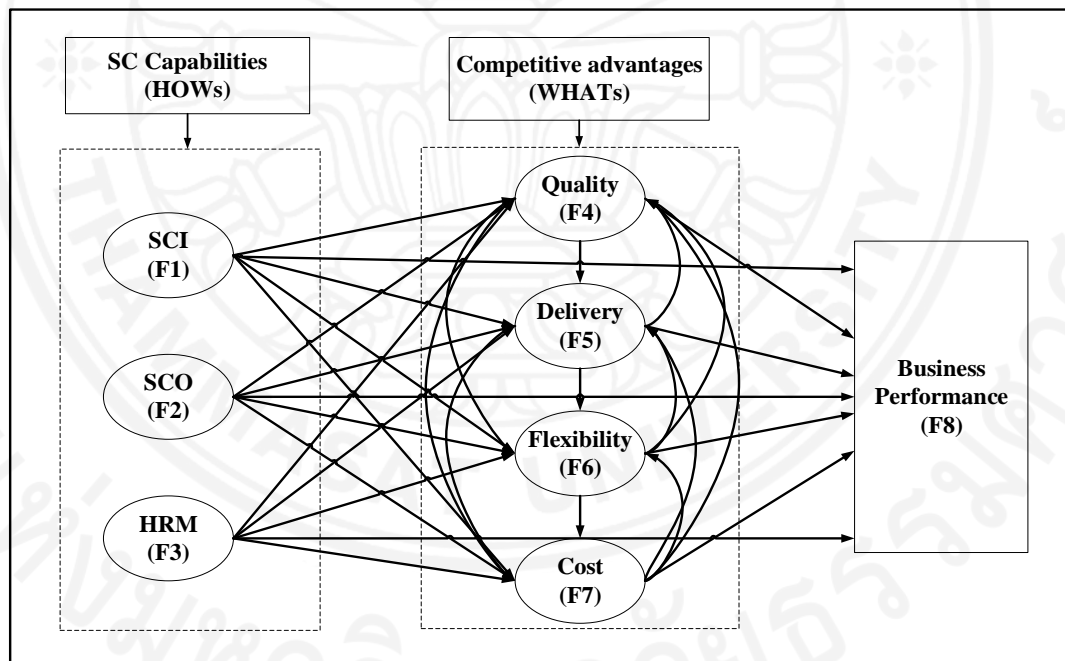 SC Capabilities
(HOWs)
Competitive advantages
(WHATs)
SCI
(F1)
SCO
(F2)
HRM
(F3)
Quality
(F4)
Delivery
(F5)
Flexibility
(F6)
Cost
(F7)
Business
Performance
(F8)